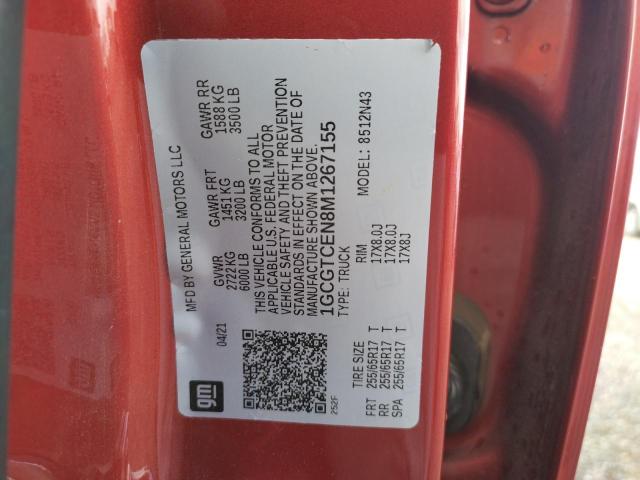 MFD BY GENERAL MOTORS LLC
gm
04/21
GVWR GAWR FRT GAWR RR
2722 KG 1451 KG 1588 KG
6000 LB 3200 LB 3500 LB
THIS VEHICLE CONFORMS TO ALL
APPLICABLE U.S. FEDERAL MOTOR
VEHICLE SAFETY AND THEFT PREVENTION
STANDARDS IN EFFECT ON THE DATE OF
MANUFACTURE SHOWN ABOVE.
1GCGTCEN8M1267155
TYPE: TRUCK MODEL: 8512N43
252F
TIRE SIZE RIM
FRT 255/65R17 T 17X8.0J
RR 255/65R17 T 17X8.0J
SPA 255/65R17 T 17X8J